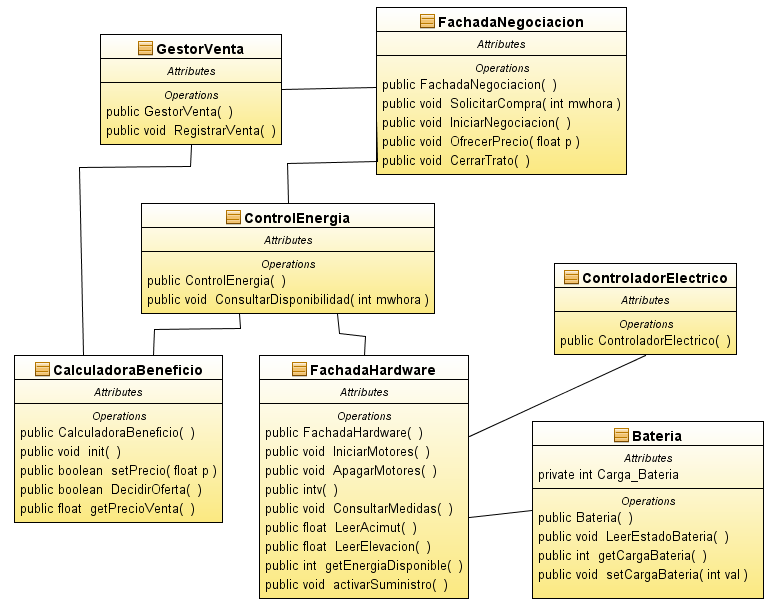 FachadaNegociacion
Attributes
Operations
public FachadaNegociacion( )
public void SolicitarCompra( int mwhora )
public void IniciarNegociacion( )
public void OfrecerPrecio( float p )
public void CerrarTrato( )
GestorVenta
Attributes
Operations
public GestorVenta( )
public void RegistrarVenta( )
ControlEnergia
Attributes
Operations
public ControlEnergia( )
public void ConsultarDisponibilidad( int mwhora )
ControladorElectrico
Attributes
Operations
public ControladorElectrico( )
CalculadoraBeneficio
Attributes
Operations
public CalculadoraBeneficio( )
public void init( )
public boolean setPrecio( float p )
public boolean DecidirOferta( )
public float getPrecioVenta( )
FachadaHardware
Attributes
Operations
public FachadaHardware( )
public void IniciarMotores( )
public void ApagarMotores( )
public intv( )
public void ConsultarMedidas( )
public float LeerAcimut( )
public float LeerElevacion( )
public int getEnergiaDisponible( )
public void activarSuministro( )
Bateria
Attributes
private int Carga_Bateria
Operations
public Bateria( )
public void LeerEstadoBateria( )
public int getCargaBateria( )
public void setCargaBateria( int val )